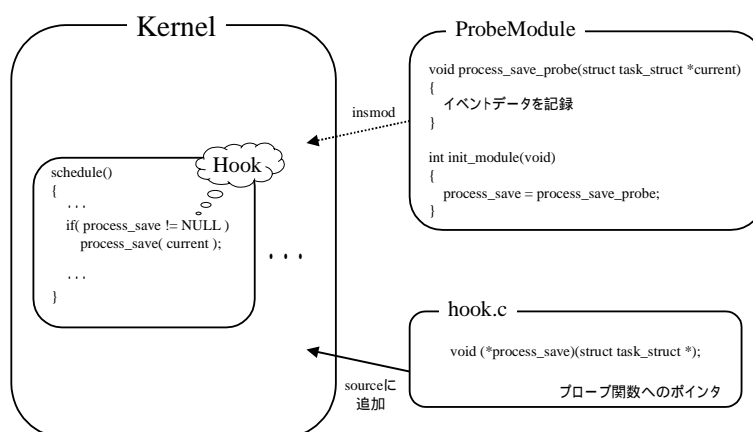 Kernel
schedule()
{
...
if( process_save != NULL )
process_save( current );
...
}
Hook
...
insmod
ProbeModule
void process_save_probe(struct task_struct *current)
{
イベントデータを記録
}
int init_module(void)
{
process_save = process_save_probe;
}
hook.c
void (*process_save)(struct task_struct *);
プローブ関数へのポインタ
sourceに
追加